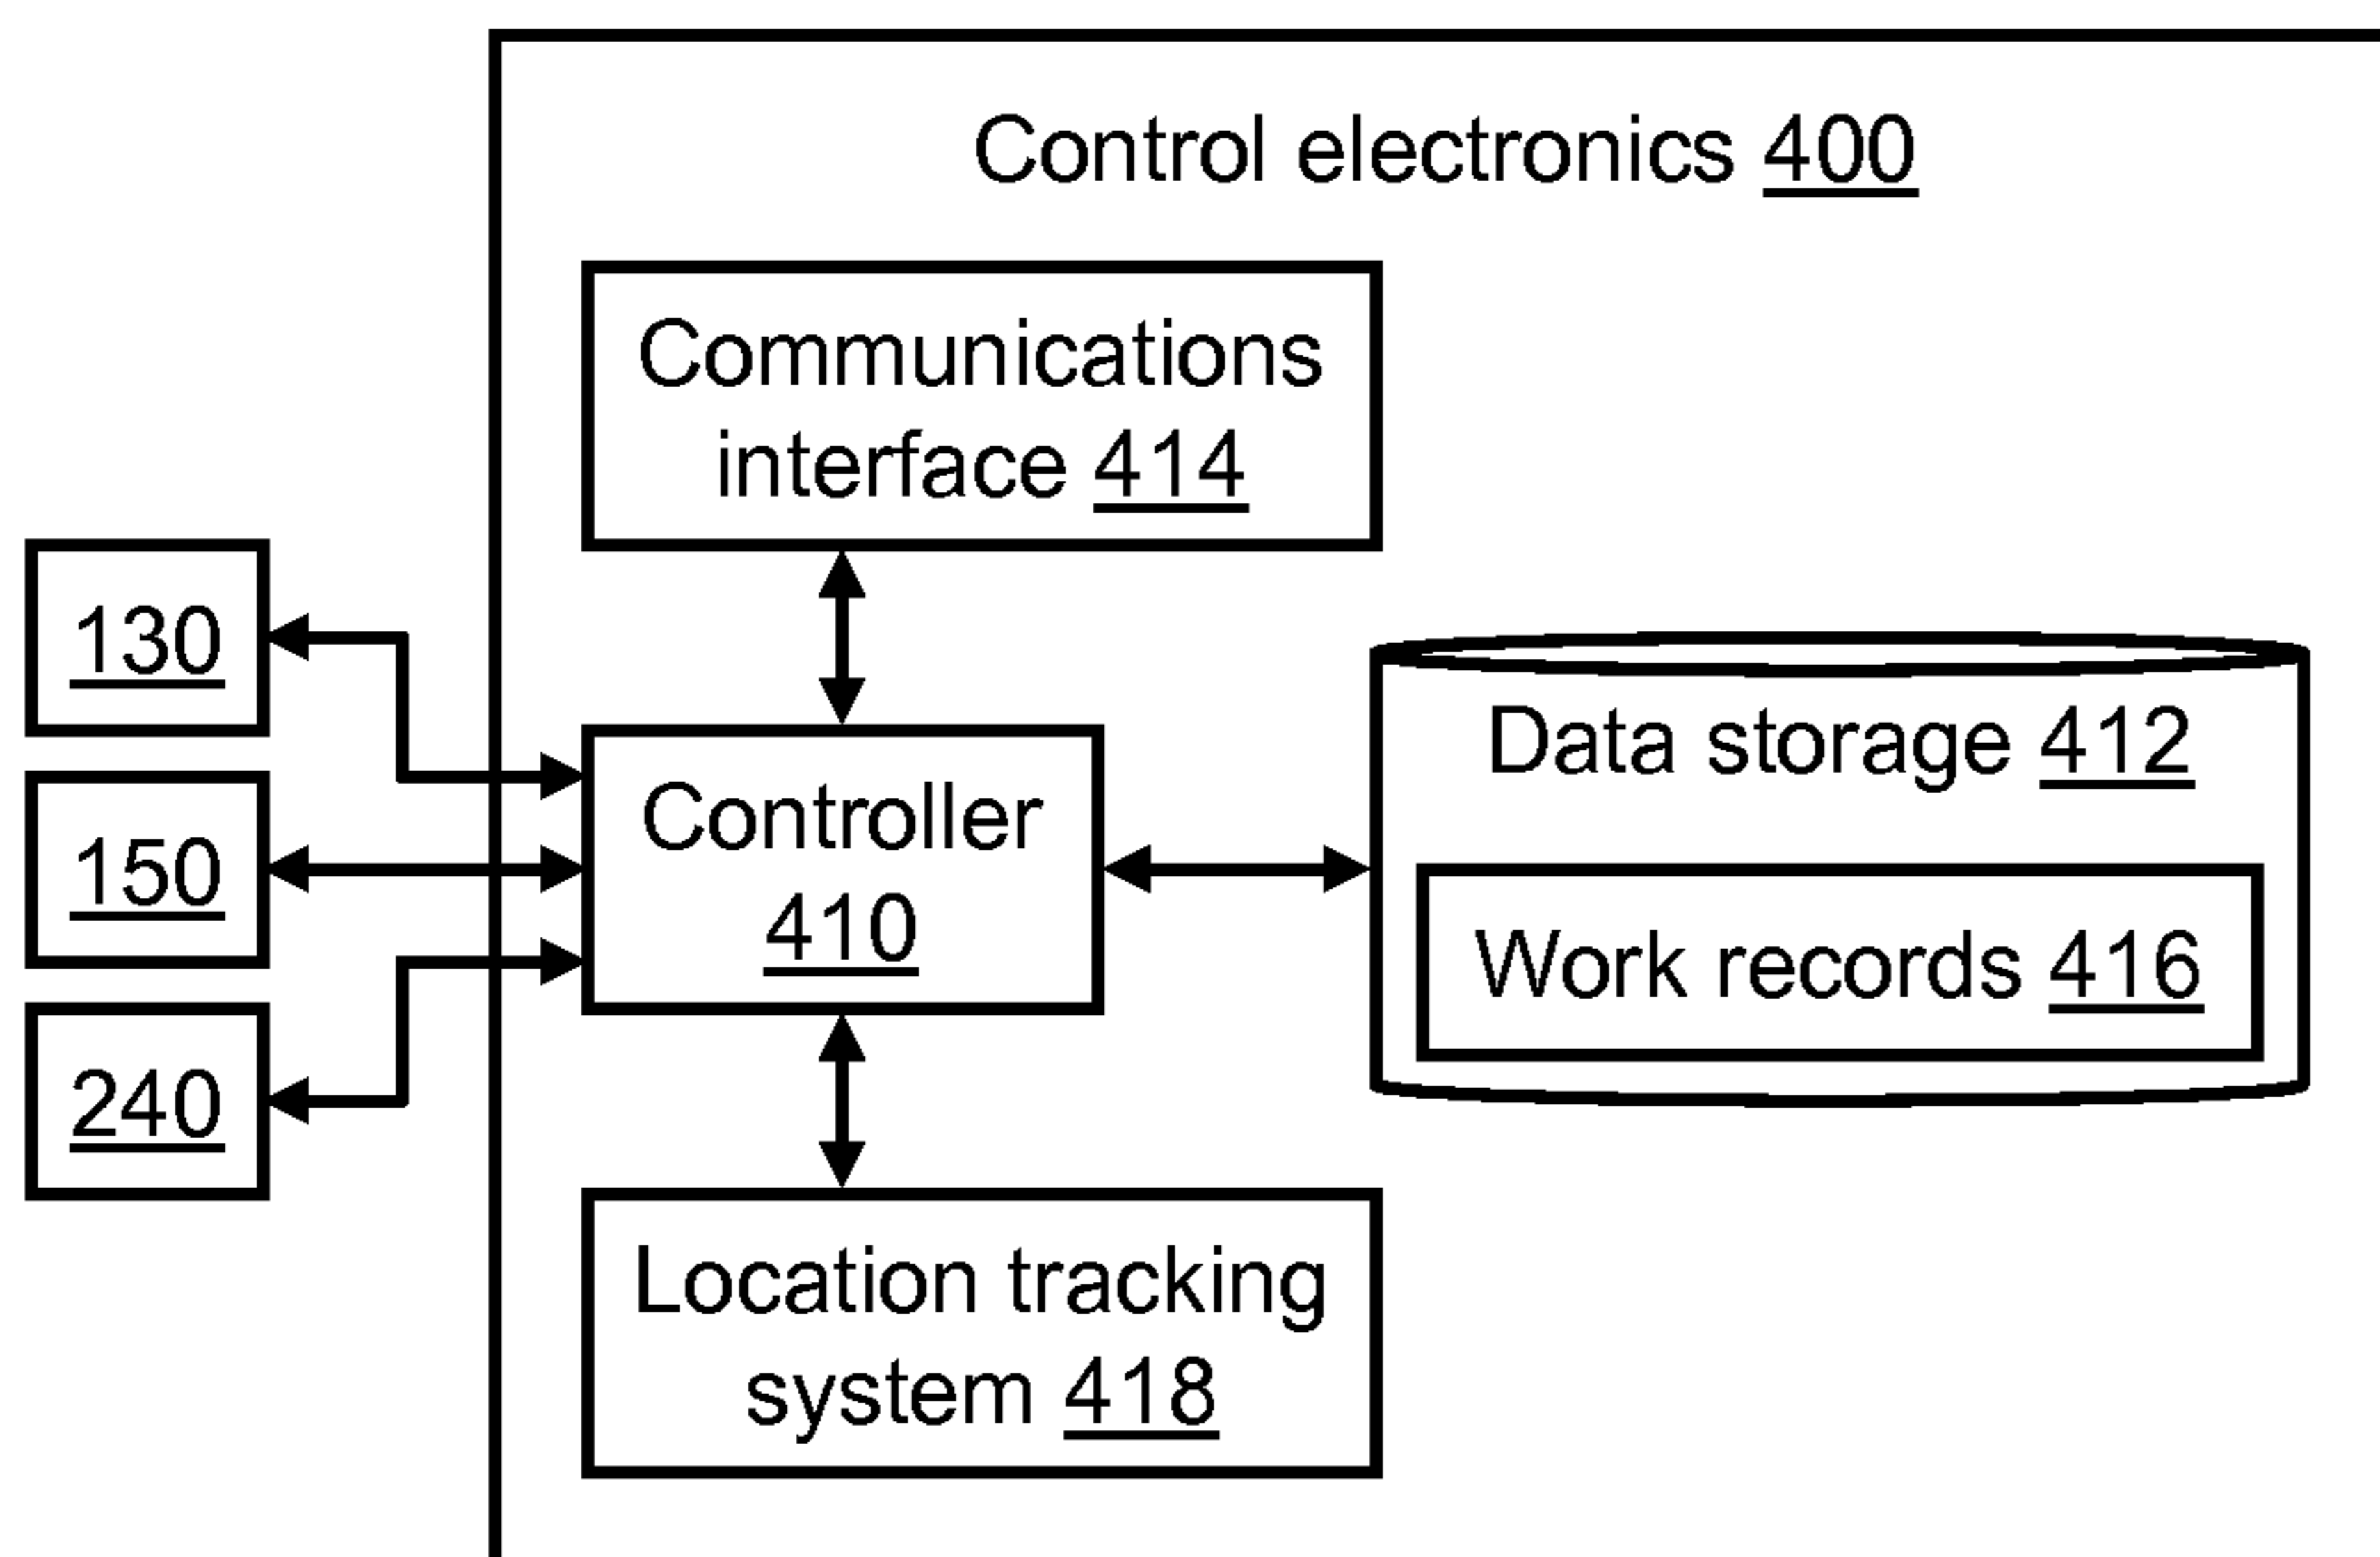 Control electronics 400
Communications
interface 414
130
150
240
Controller
410
Data storage 412
Work records 416
Location tracking
system 418